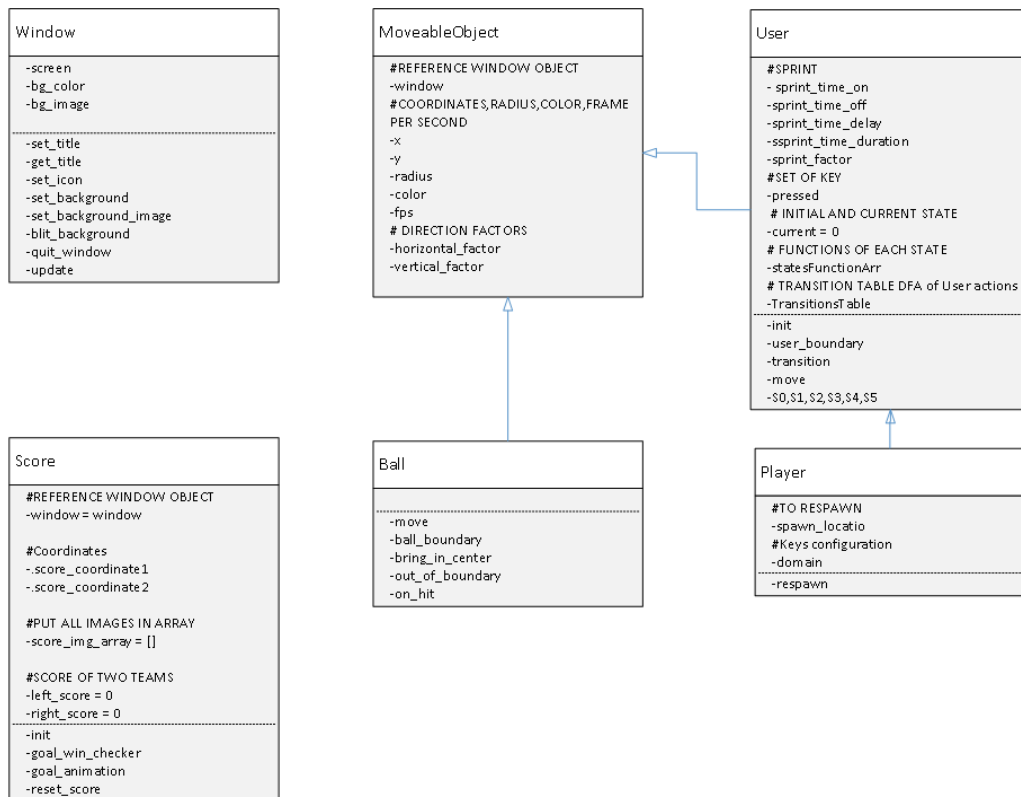 Window
-screen
-bg_color
-bg_image
-set_title
-get_title
-set_icon
-set_background
-set_background_image
-blit_background
-quit_window
-update
MoveableObject
#REFERENCE WINDOW OBJECT
-window
#COORDINATES,RADIUS,COLOR,FRAME
PER SECOND
-x
-y
-radius
-color
-fps
# DIRECTION FACTORS
-horizontal_factor
-vertical_factor
User
#SPRINT
- sprint_time_on
-sprint_time_off
-sprint_time_delay
-ssprint_time_duration
-sprint_factor
#SET OF KEY
-pressed
# INITIAL AND CURRENT STATE
-current = 0
# FUNCTIONS OF EACH STATE
-statesFunctionArr
# TRANSITION TABLE DFA of User actions
-TransitionsTable
-init
-user_boundary
-transition
-move
-S0,S1,S2,S3,S4,S5
Score
#REFERENCE WINDOW OBJECT
-window = window
#Coordinates
-.score_coordinate1
-.score_coordinate2
#PUT ALL IMAGES IN ARRAY
-score_img_array = []
#SCORE OF TWO TEAMS
-left_score = 0
-right_score = 0
-init
-goal_win_checker
-goal_animation
-reset_score
Ball
-move
-ball_boundary
-bring_in_center
-out_of_boundary
-on_hit
Player
#TO RESPAWN
-spawn_locatio
#Keys configuration
-domain
-respawn